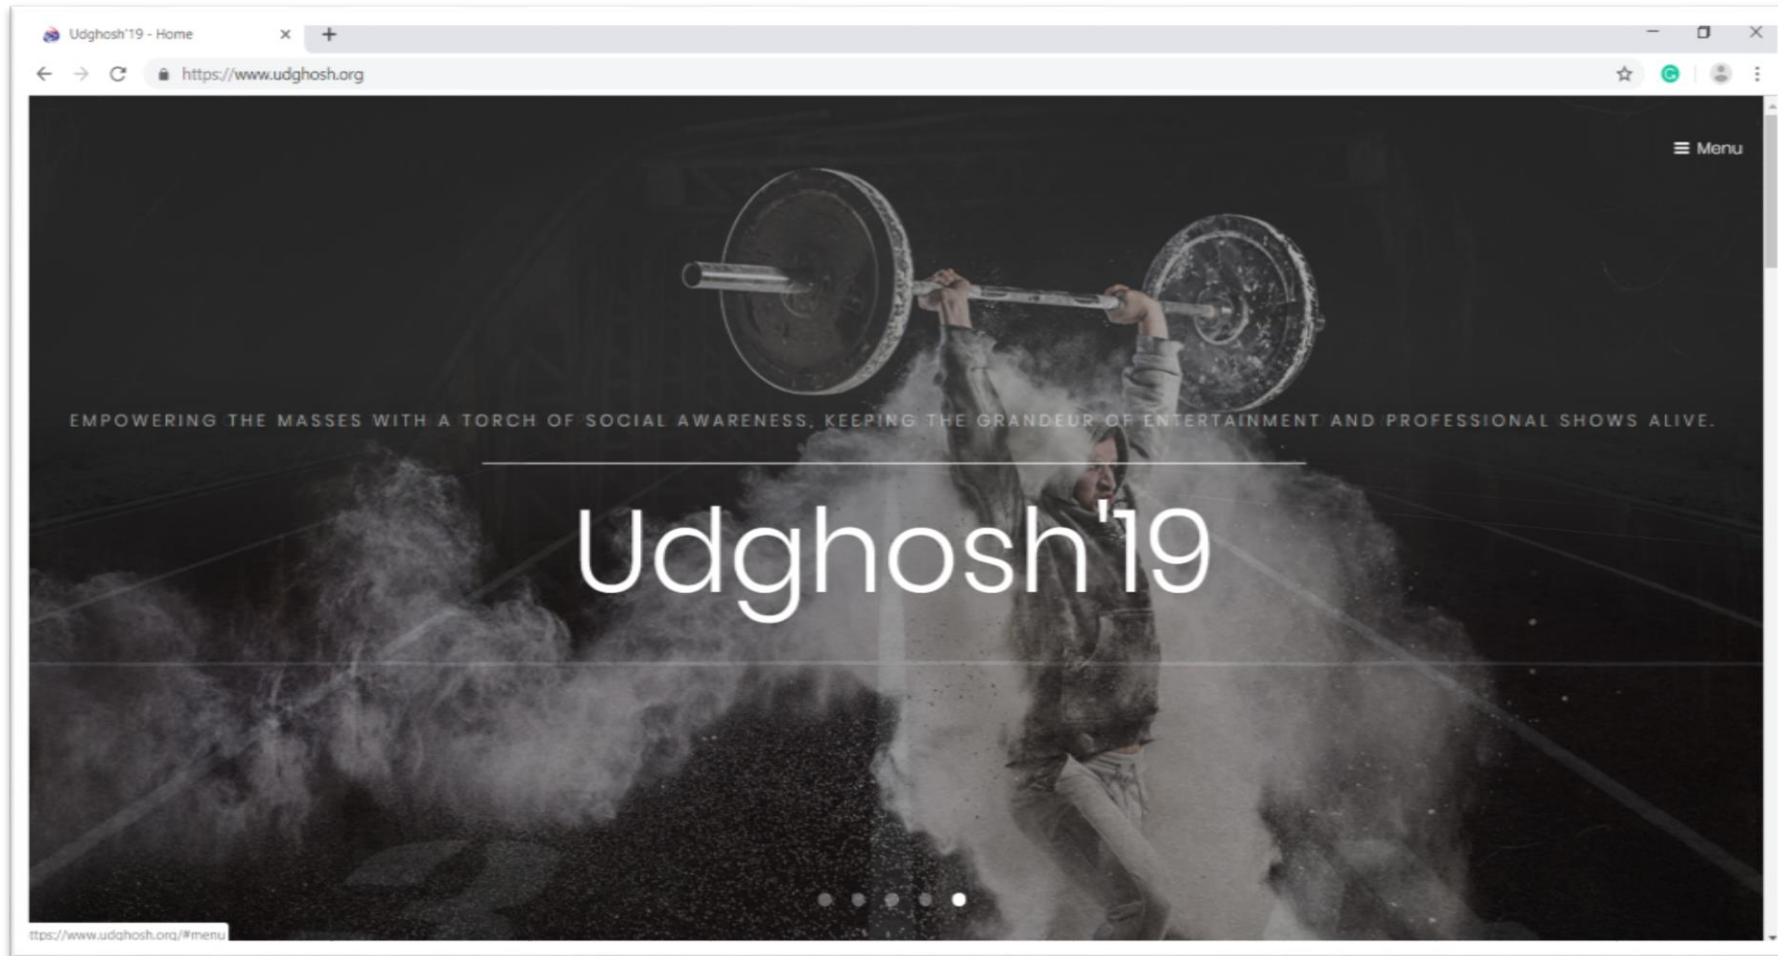 Udghosh'19 - Home
https://www.udghosh.org
Menu
EMPOWERING THE MASSES WITH A TORCH OF SOCIAL AWARENESS, KEEPING THE GRANDEUR OF ENTERTAINMENT AND PROFESSIONAL SHOWS ALIVE.
Udghosh'19
ttps://www.udghosh.org/#menu